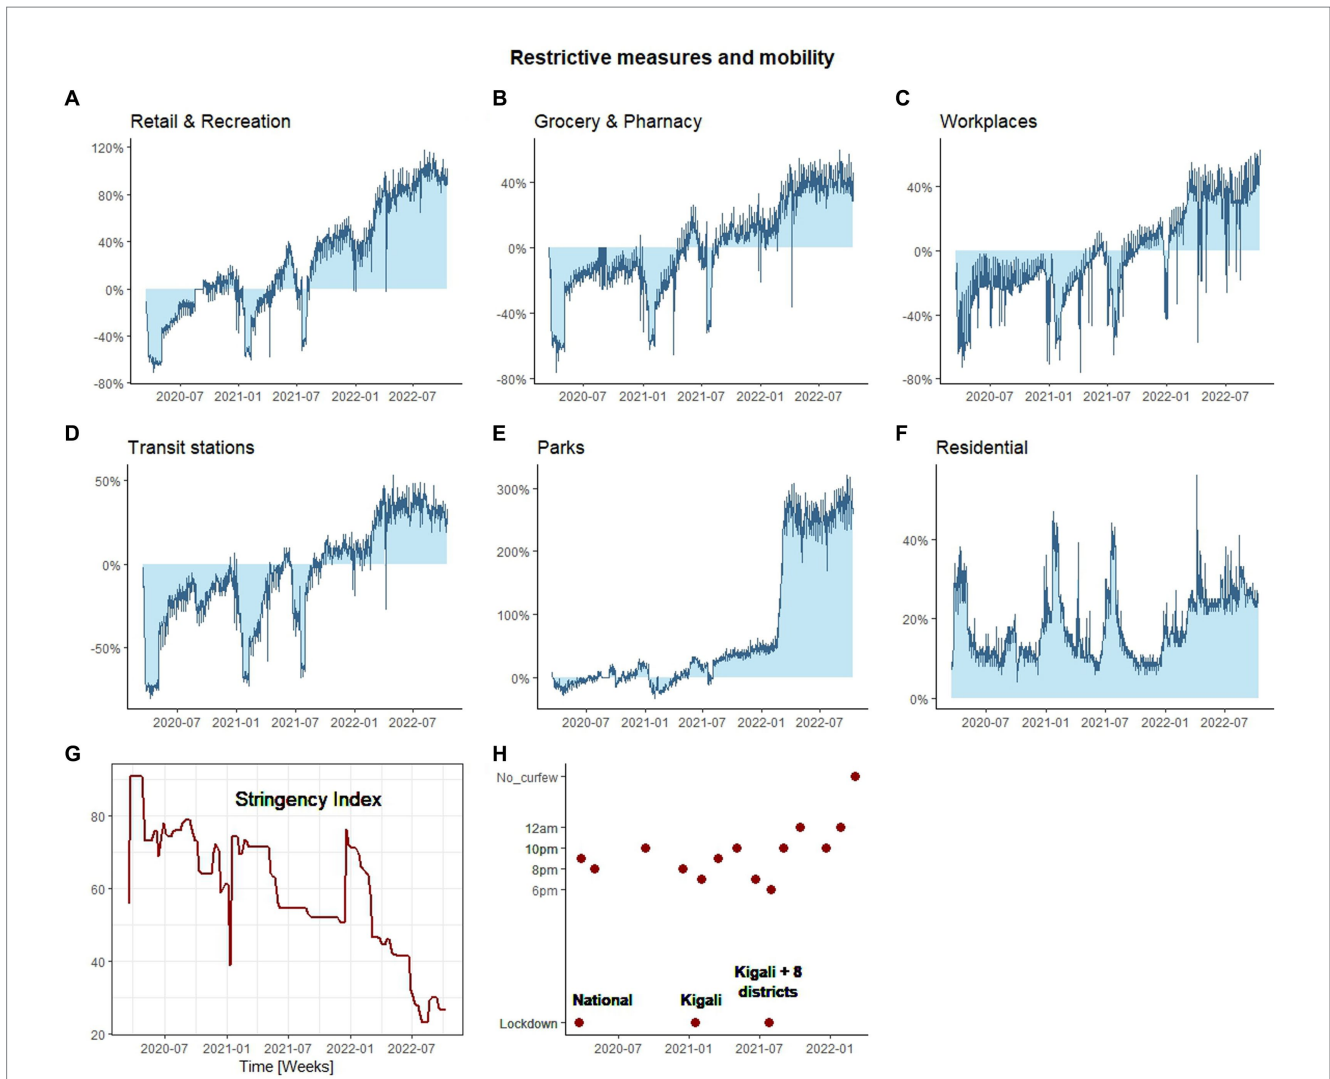 Restrictive measures and mobility
A
Retail & Recreation
120%
80%
40%
0%
-40%
-80%
2020-07 2021-01 2021-07 2022-01 2022-07
B
Grocery & Pharnacy
40%
0%
-40%
-80%
2020-07 2021-01 2021-07 2022-01 2022-07
C
Workplaces
40%
0%
-40%
-80%
2020-07 2021-01 2021-07 2022-01 2022-07
D
Transit stations
50%
0%
-50%
2020-07 2021-01 2021-07 2022-01 2022-07
E
Parks
300%
200%
100%
0%
2020-07 2021-01 2021-07 2022-01 2022-07
F
Residential
40%
20%
0%
2020-07 2021-01 2021-07 2022-01 2022-07
G
Stringency Index
80
60
40
20
2020-07 2021-01 2021-07 2022-01 2022-07
Time [Weeks]
H
No_curfew
12am
10pm
8pm
6pm
Kigali + 8
districts
National Kigali
Lockdown
2020-07 2021-01 2021-07 2022-01